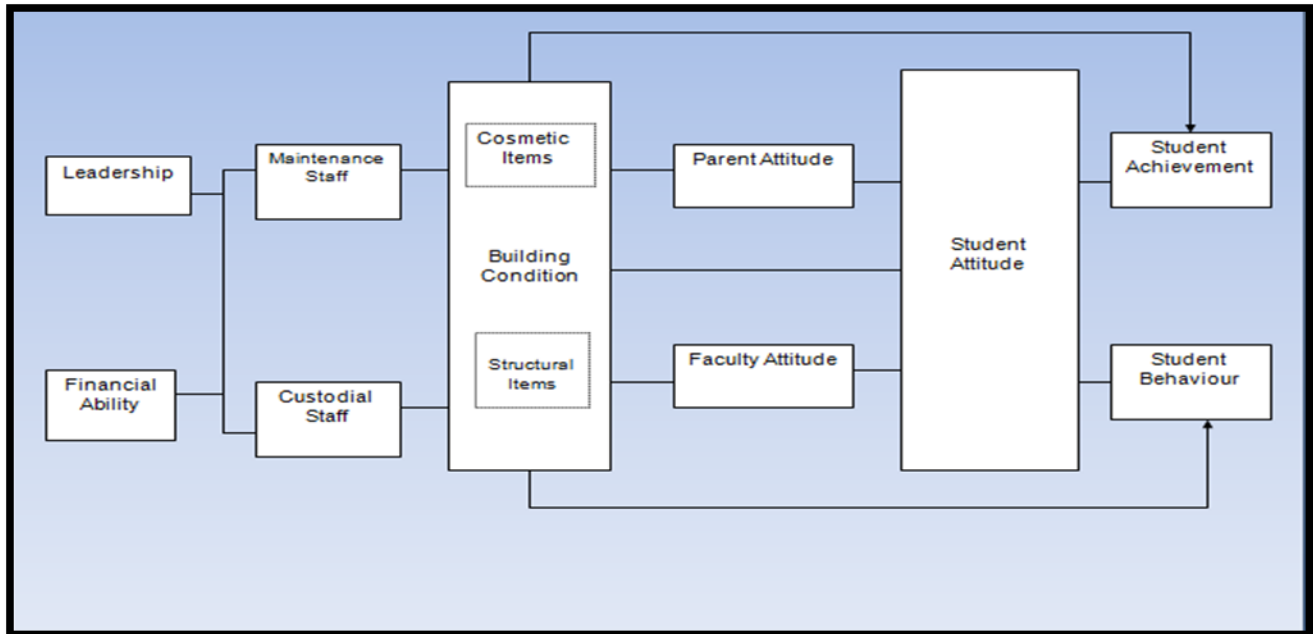 Leadership
Financial
Ability
Maintenance
Staff
Custodial
Staff
Cosmetic
Items
Building
Condition
Structural
Items
Parent Attitude
Faculty Attitude
Student
Attitude
Student
Achievement
Student
Behaviour